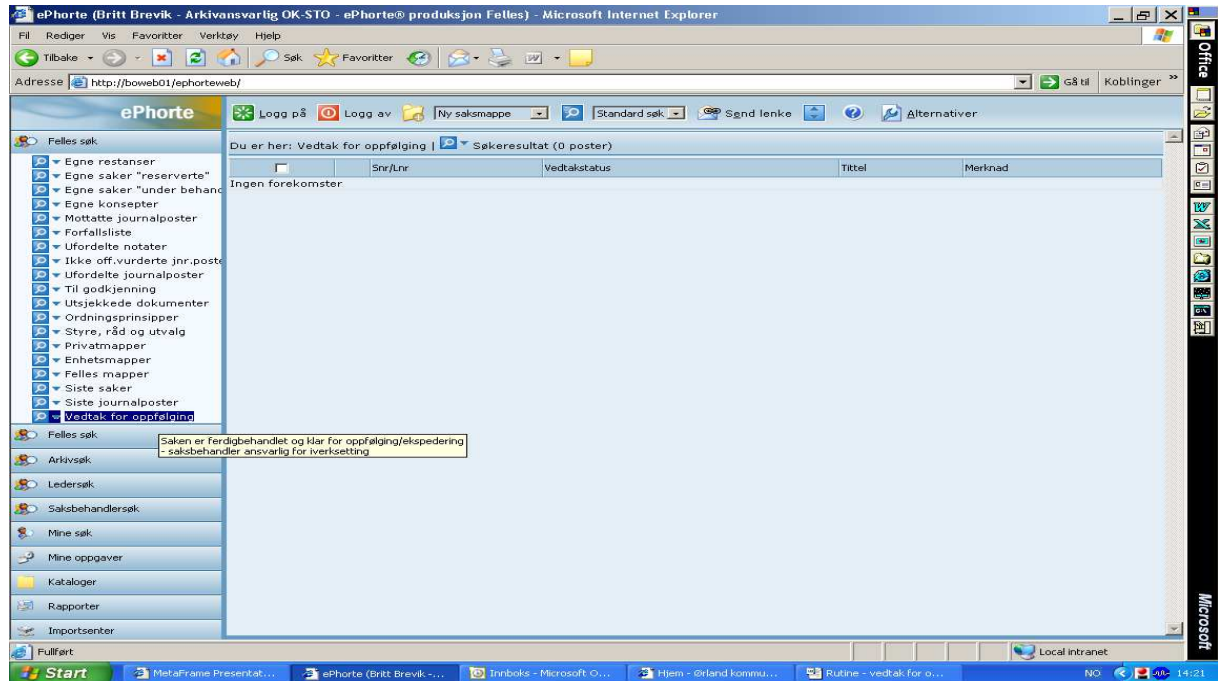 ePhorte (Britt Brevik - Arkivansvarlig OK-STO - ePhorte® produksjon Felles) - Microsoft Internet Explorer
Fil Rediger Vis Favoritter Verktøy Hjelp
Tilbake Søk Favoritter
Adresse http://boweb01/ephorteweb/ Gå til Koblinger »
ePhorte Logg på Logg av Ny saksmappe Standard søk Send lenke Alternativer
Felles søk
Du er her: Vedtak for oppfølging | Søkeresultat (0 poster)
Snr/Lnr Vedtakstatus Tittel Merknad
Ingen forekomster
Egne restanser
Egne saker "reserverte"
Egne saker "under behand
Egne konsepter
Mottatte journalposter
Forfallsliste
Ufordelte notater
Ikke off.vurderte jnr.poste
Ufordelte journalposter
Til godkjenning
Utsjekkede dokumenter
Ordningsprinsipper
Styre, råd og utvalg
Privatmapper
Enhetsmapper
Felles mapper
Siste saker
Siste journalposter
Vedtak for oppfølging
Saken er ferdigbehandlet og klar for oppfølging/ekspedering
- saksbehandler ansvarlig for iverksetting
Felles søk
Arkivsøk
Ledersøk
Saksbehandlersøk
Mine søk
Mine oppgaver
Kataloger
Rapporter
Importsenter
Fullført Local intranet
Start MetaFrame Presentat... ePhorte (Britt Brevik -... Innboks - Microsoft O... Hjem - Ørland kommu... Rutine - vedtak for o... NO 14:21
Office
Microsoft